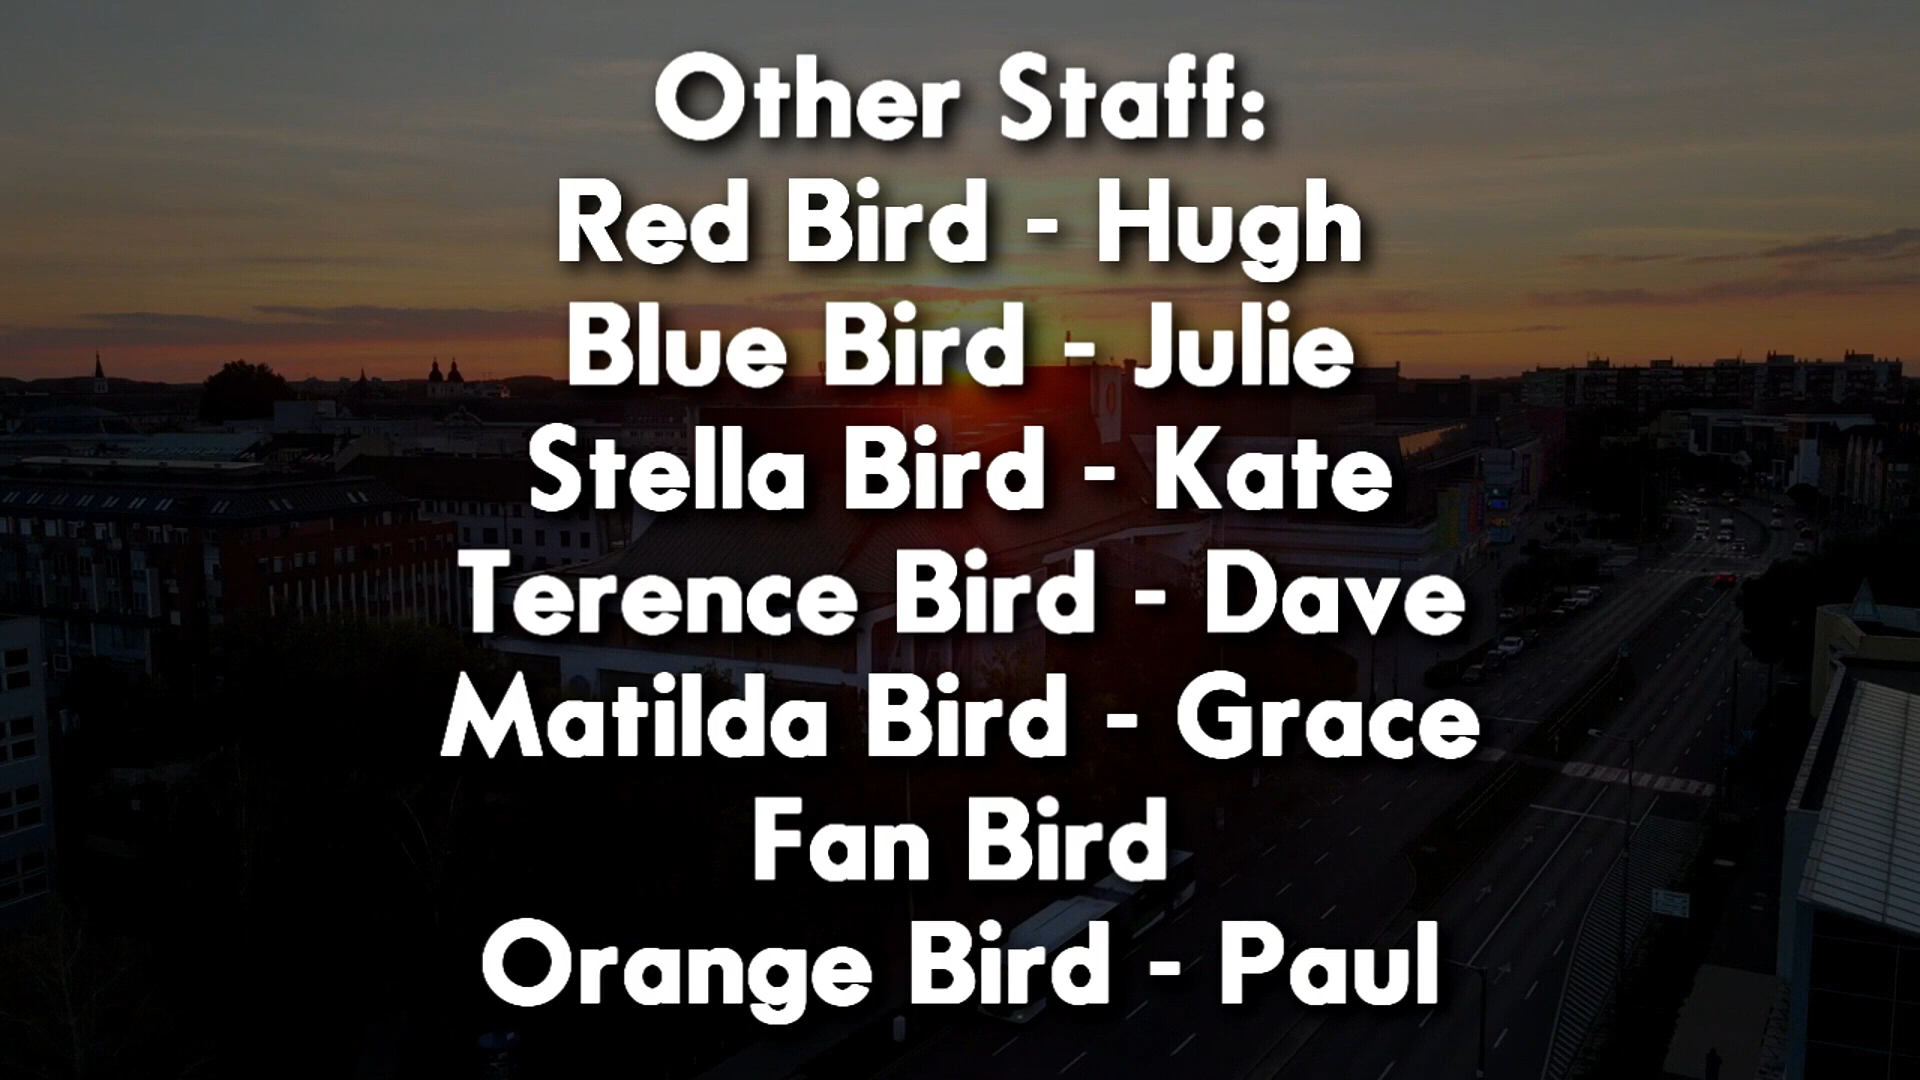 Other Staff:
Red Bird - Hugh
Blue Bird - Julie
Stella Bird - Kate
Terence Bird - Dave
Matilda Bird - Grace
Fan Bird
Orange Bird - Paul